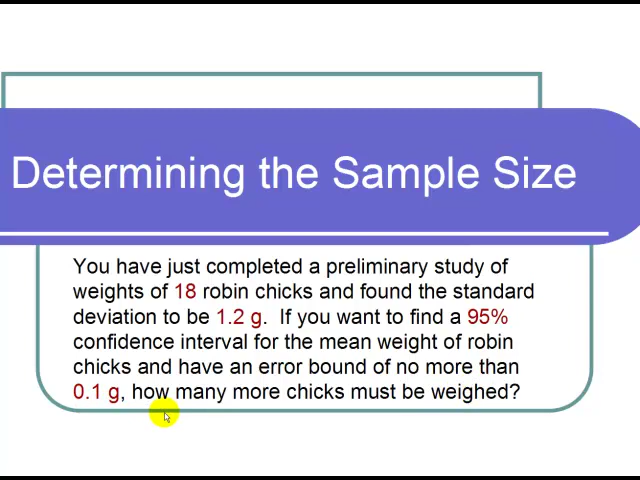 Determining the Sample Size
You have just completed a preliminary study of
weights of 18 robin chicks and found the standard
deviation to be 1.2 g.  If you want to find a 95%
confidence interval for the mean weight of robin
chicks and have an error bound of no more than
0.1 g, how many more chicks must be weighed?